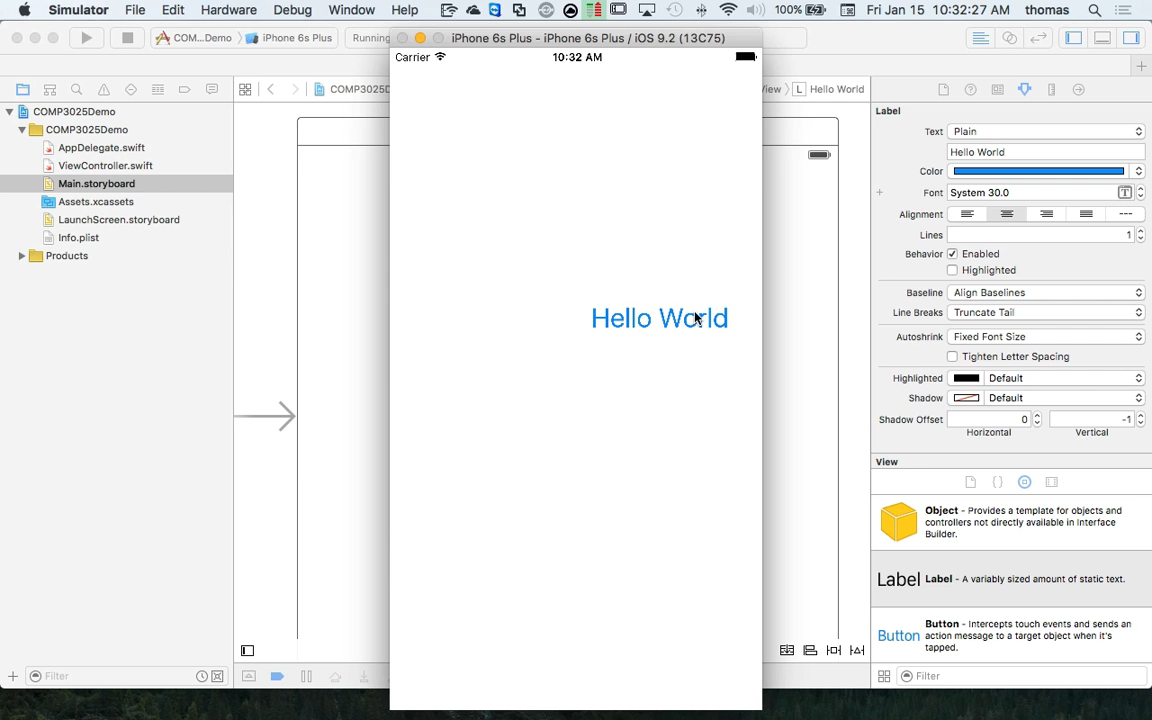 Simulator File Edit Hardware Debug Window Help 100% Fri Jan 15 10:32:27 AM thomas
COM...Demo iPhone 6s Plus Running
iPhone 6s Plus - iPhone 6s Plus / iOS 9.2 (13C75)
Carrier 10:32 AM
COMP3025D
View L Hello World
COMP3025Demo
COMP3025Demo
AppDelegate.swift
ViewController.swift
Main.storyboard
Assets.xcassets
LaunchScreen.storyboard
Info.plist
Products
Filter
Hello World
Label
Text Plain
Hello World
Color
Font System 30.0 T
Alignment
Lines 1
Behavior Enabled
Highlighted
Baseline Align Baselines
Line Breaks Truncate Tail
Autoshrink Fixed Font Size
Tighten Letter Spacing
Highlighted Default
Shadow Default
Shadow Offset 0 -1
Horizontal Vertical
View
Object - Provides a template for objects and
controllers not directly available in Interface
Builder.
Label Label - A variably sized amount of static text.
Button Button - Intercepts touch events and sends an
action message to a target object when it's
tapped.
Filter